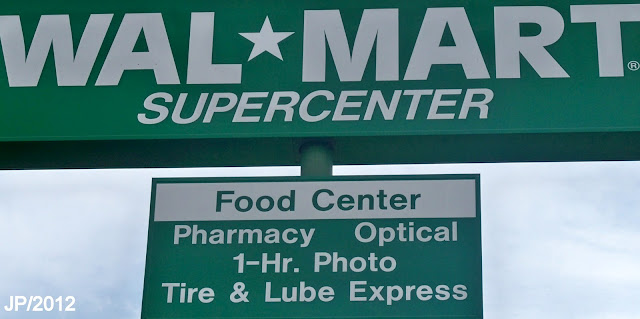 WAL★MART®
SUPERCENTER
Food Center
Pharmacy Optical
1-Hr. Photo
Tire & Lube Express
JP/2012